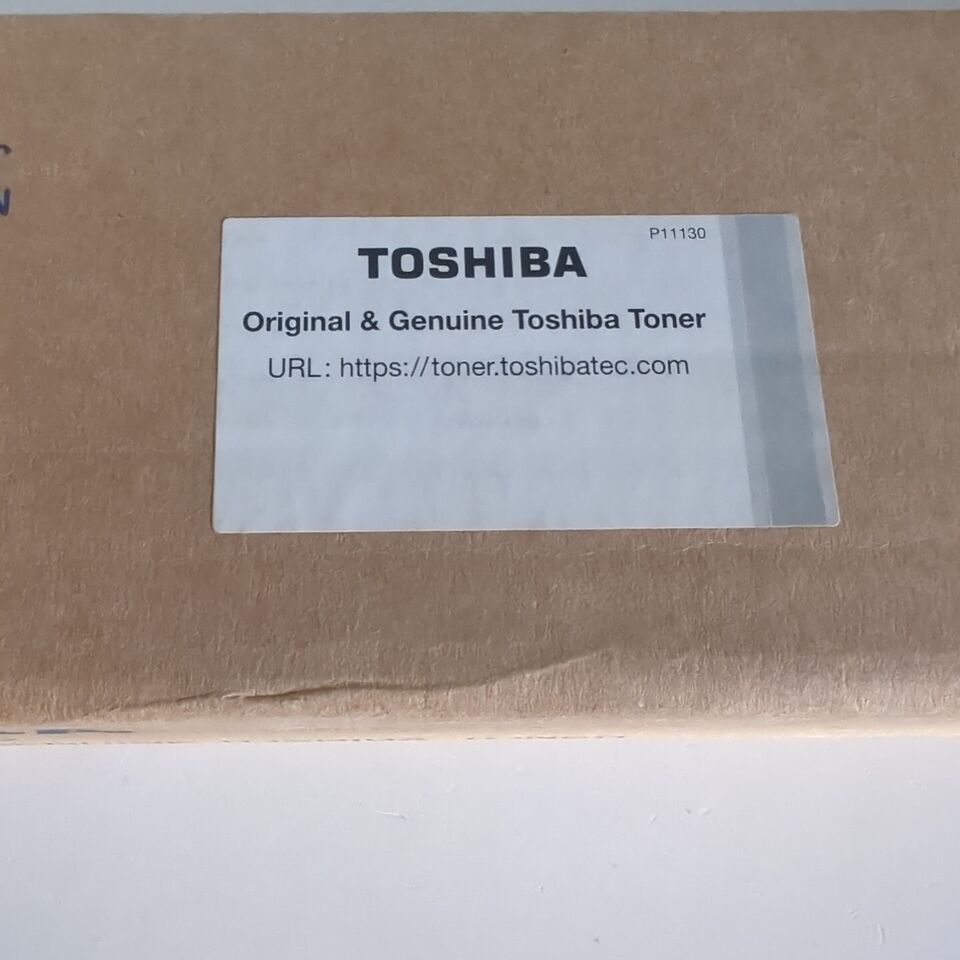 P11130
TOSHIBA
Original & Genuine Toshiba Toner
URL: https://toner.toshibatec.com